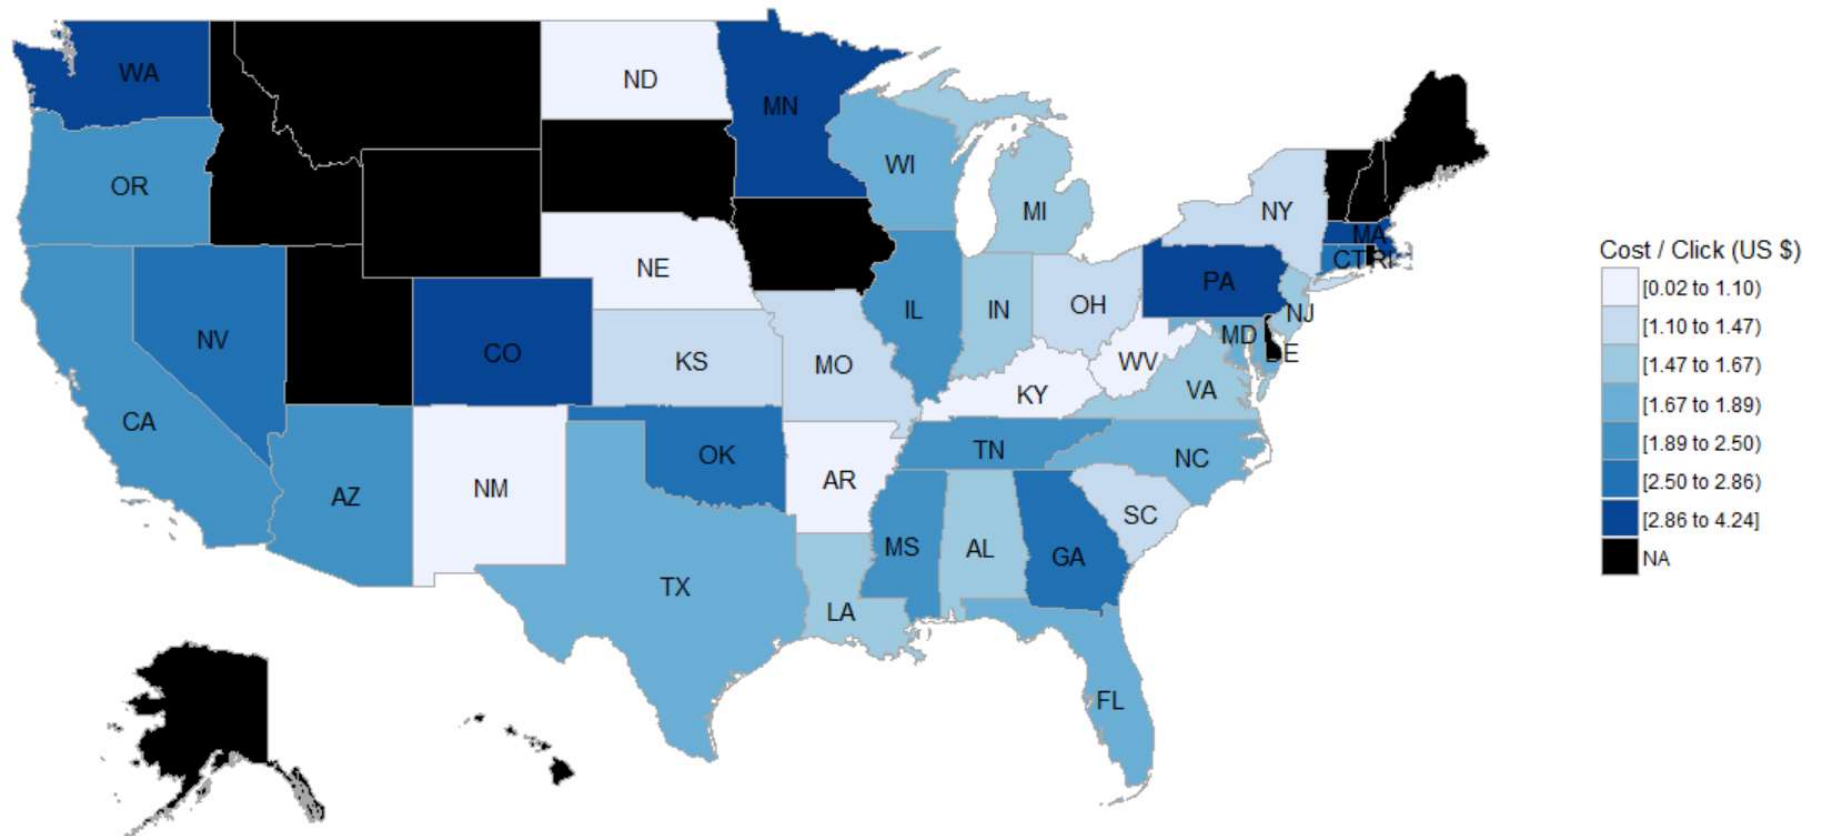 WA
ND
MN
OR
WI
MI
NY
MA
CT
RI
NE
PA
NV
CO
KS
MO
IL
IN
OH
NJ
MD
DE
WV
VA
KY
CA
AZ
NM
OK
AR
TN
NC
SC
MS
AL
GA
TX
LA
FL
Cost / Click (US $)
[0.02 to 1.10)
[1.10 to 1.47)
[1.47 to 1.67)
[1.67 to 1.89)
[1.89 to 2.50)
[2.50 to 2.86)
[2.86 to 4.24]
NA